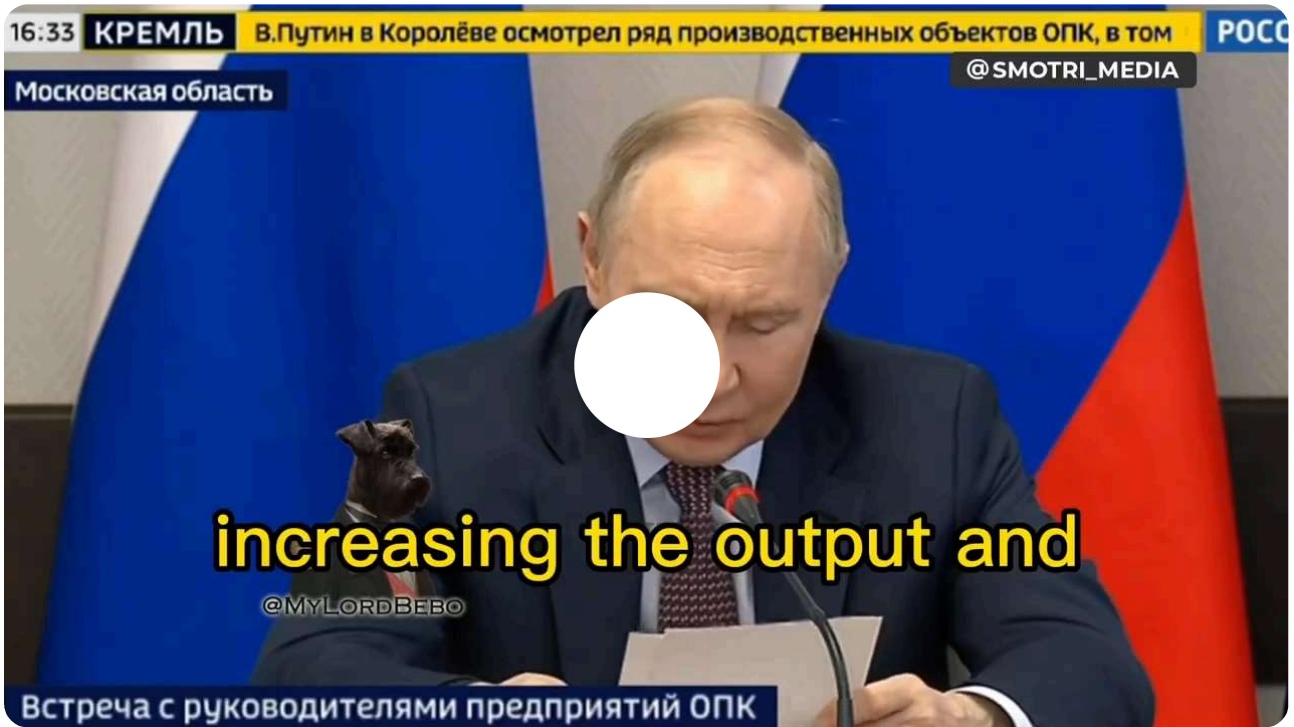 16:33 КРЕМЛЬ В.Путин в Королёве осмотрел ряд производственных объектов ОПК, в том
@SMOTRI_MEDIA
Московская область
increasing the output and
@MyLordBebo
Встреча с руководителями предприятий ОПК